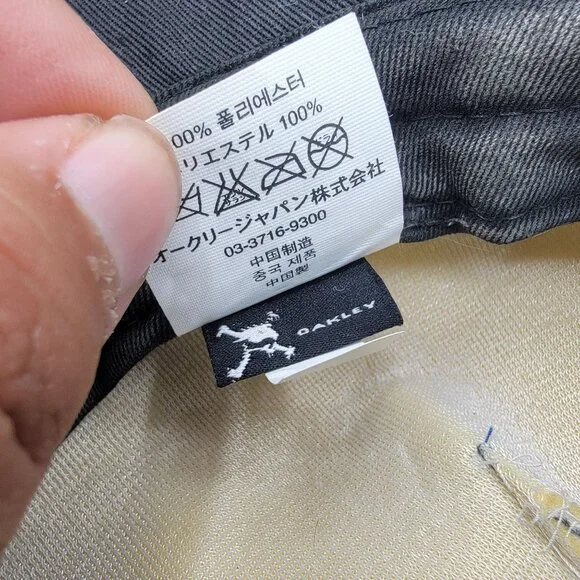 00% 폴리에스터
リエステル 100%
オークリージャパン株式会社
03-3716-9300
中国制造
중국 제품
中国製
OAKLEY